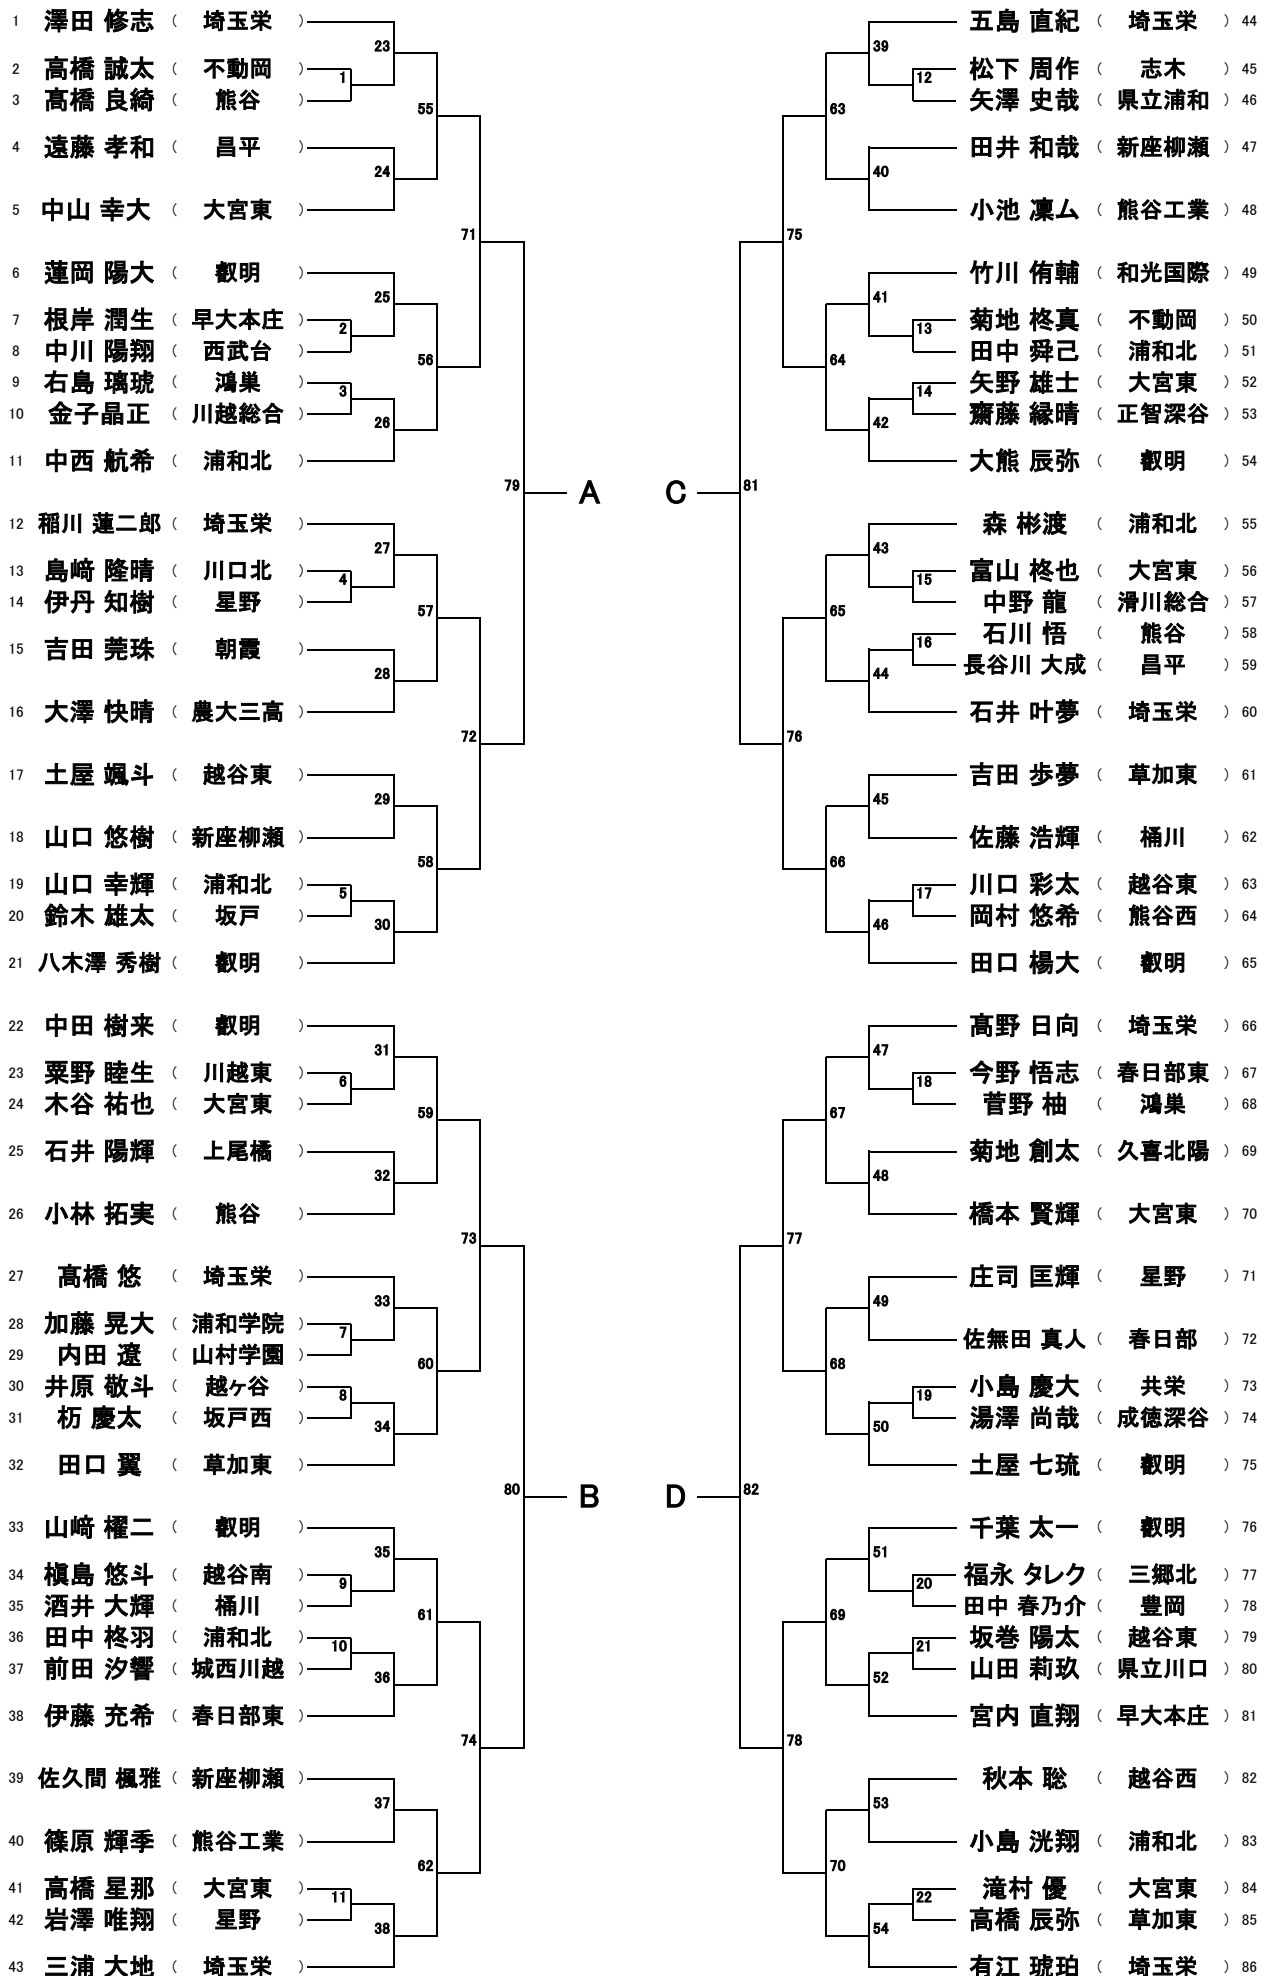 1 澤田 修志 （ 埼玉栄 ）
2 高橋 誠太 （ 不動岡 ）
3 髙橋 良綺 （ 熊谷 ）
4 遠藤 孝和 （ 昌平 ）
5 中山 幸大 （ 大宮東 ）
6 蓮岡 陽大 （ 叡明 ）
7 根岸 潤生 （ 早大本庄 ）
8 中川 陽翔 （ 西武台 ）
9 右島 璃琥 （ 鴻巣 ）
10 金子晶正 （ 川越総合 ）
11 中西 航希 （ 浦和北 ）
12 稲川 蓮二郎 （ 埼玉栄 ）
13 島﨑 隆晴 （ 川口北 ）
14 伊丹 知樹 （ 星野 ）
15 吉田 莞珠 （ 朝霞 ）
16 大澤 快晴 （ 農大三高 ）
17 土屋 颯斗 （ 越谷東 ）
18 山口 悠樹 （ 新座柳瀬 ）
19 山口 幸輝 （ 浦和北 ）
20 鈴木 雄太 （ 坂戸 ）
21 八木澤 秀樹 （ 叡明 ）
22 中田 樹来 （ 叡明 ）
23 粟野 睦生 （ 川越東 ）
24 木谷 祐也 （ 大宮東 ）
25 石井 陽輝 （ 上尾橘 ）
26 小林 拓実 （ 熊谷 ）
27 髙橋 悠 （ 埼玉栄 ）
28 加藤 晃大 （ 浦和学院 ）
29 内田 遼 （ 山村学園 ）
30 井原 敬斗 （ 越ヶ谷 ）
31 枥 慶太 （ 坂戸西 ）
32 田口 翼 （ 草加東 ）
33 山﨑 櫂二 （ 叡明 ）
34 槇島 悠斗 （ 越谷南 ）
35 酒井 大輝 （ 桶川 ）
36 田中 柊羽 （ 浦和北 ）
37 前田 汐響 （ 城西川越 ）
38 伊藤 充希 （ 春日部東 ）
39 佐久間 楓雅 （ 新座柳瀬 ）
40 篠原 輝季 （ 熊谷工業 ）
41 高橋 星那 （ 大宮東 ）
42 岩澤 唯翔 （ 星野 ）
43 三浦 大地 （ 埼玉栄 ）
1
2
3
4
5
6
7
8
9
10
11
23
24
25
26
27
28
29
30
31
32
33
34
35
36
37
38
55
56
57
58
59
60
61
62
71
72
73
74
79
80
A
B
C
D
81
82
75
76
77
78
63
64
65
66
67
68
69
70
39
40
41
42
43
44
45
46
47
48
49
50
51
52
53
54
12
13
14
15
16
17
18
19
20
21
22
五島 直紀 （ 埼玉栄 ） 44
松下 周作 （ 志木 ） 45
矢澤 史哉 （ 県立浦和 ） 46
田井 和哉 （ 新座柳瀬 ） 47
小池 凜ム （ 熊谷工業 ） 48
竹川 侑輔 （ 和光国際 ） 49
菊地 柊真 （ 不動岡 ） 50
田中 舜己 （ 浦和北 ） 51
矢野 雄士 （ 大宮東 ） 52
齋藤 縁晴 （ 正智深谷 ） 53
大熊 辰弥 （ 叡明 ） 54
森 彬渡 （ 浦和北 ） 55
富山 柊也 （ 大宮東 ） 56
中野 龍 （ 滑川総合 ） 57
石川 悟 （ 熊谷 ） 58
長谷川 大成 （ 昌平 ） 59
石井 叶夢 （ 埼玉栄 ） 60
吉田 歩夢 （ 草加東 ） 61
佐藤 浩輝 （ 桶川 ） 62
川口 彩太 （ 越谷東 ） 63
岡村 悠希 （ 熊谷西 ） 64
田口 楊大 （ 叡明 ） 65
髙野 日向 （ 埼玉栄 ） 66
今野 悟志 （ 春日部東 ） 67
菅野 柚 （ 鴻巣 ） 68
菊地 創太 （ 久喜北陽 ） 69
橋本 賢輝 （ 大宮東 ） 70
庄司 匡輝 （ 星野 ） 71
佐無田 真人 （ 春日部 ） 72
小島 慶大 （ 共栄 ） 73
湯澤 尚哉 （ 成徳深谷 ） 74
土屋 七琉 （ 叡明 ） 75
千葉 太一 （ 叡明 ） 76
福永 タレク （ 三郷北 ） 77
田中 春乃介 （ 豊岡 ） 78
坂巻 陽太 （ 越谷東 ） 79
山田 莉玖 （ 県立川口 ） 80
宮内 直翔 （ 早大本庄 ） 81
秋本 聡 （ 越谷西 ） 82
小島 洸翔 （ 浦和北 ） 83
滝村 優 （ 大宮東 ） 84
高橋 辰弥 （ 草加東 ） 85
有江 琥珀 （ 埼玉栄 ） 86